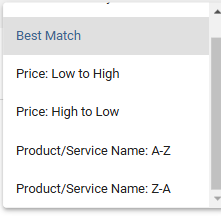 Best Match
Price: Low to High
Price: High to Low
Product/Service Name: A-Z
Product/Service Name: Z-A